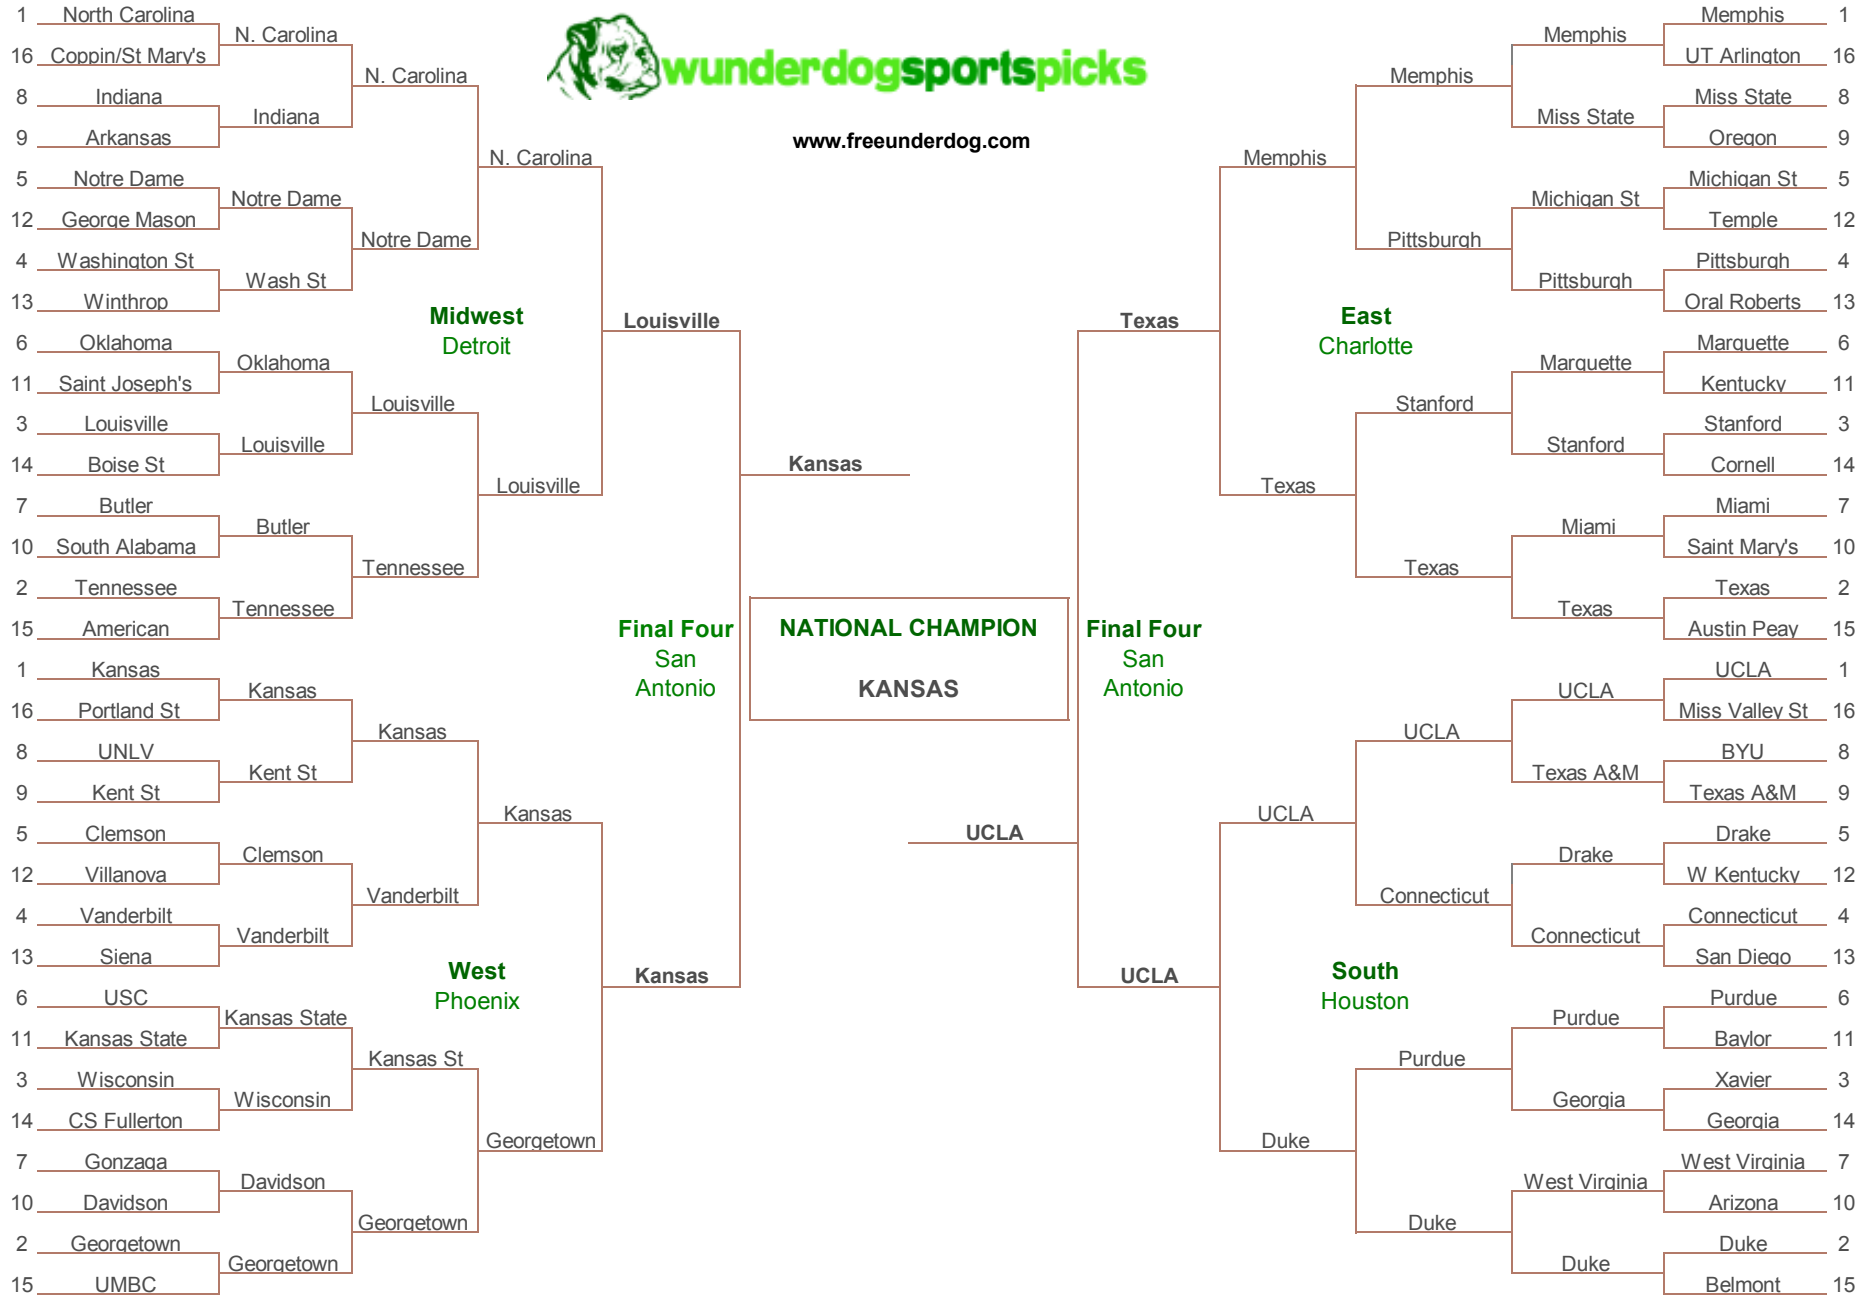 wunderdogsportspicks
www.freeunderdog.com
1 North Carolina
16 Coppin/St Mary's
8 Indiana
9 Arkansas
5 Notre Dame
12 George Mason
4 Washington St
13 Winthrop
6 Oklahoma
11 Saint Joseph's
3 Louisville
14 Boise St
7 Butler
10 South Alabama
2 Tennessee
15 American
1 Kansas
16 Portland St
8 UNLV
9 Kent St
5 Clemson
12 Villanova
4 Vanderbilt
13 Siena
6 USC
11 Kansas State
3 Wisconsin
14 CS Fullerton
7 Gonzaga
10 Davidson
2 Georgetown
15 UMBC
N. Carolina
Indiana
Notre Dame
Wash St
Oklahoma
Louisville
Butler
Tennessee
Kansas
Kent St
Clemson
Vanderbilt
Kansas State
Wisconsin
Davidson
Georgetown
N. Carolina
Notre Dame
Louisville
Tennessee
Kansas
Vanderbilt
Kansas St
Georgetown
N. Carolina
Louisville
Kansas
Georgetown
Midwest
Detroit
West
Phoenix
Louisville
Kansas
Final Four
San
Antonio
Kansas
NATIONAL CHAMPION
KANSAS
UCLA
Final Four
San
Antonio
Texas
UCLA
East
Charlotte
South
Houston
Memphis
Texas
UCLA
Duke
Memphis
Pittsburgh
Stanford
Texas
UCLA
Connecticut
Purdue
Duke
Memphis
Miss State
Michigan St
Pittsburgh
Marquette
Stanford
Miami
Texas
UCLA
Texas A&M
Drake
Connecticut
Purdue
Georgia
West Virginia
Duke
Memphis 1
UT Arlington 16
Miss State 8
Oregon 9
Michigan St 5
Temple 12
Pittsburgh 4
Oral Roberts 13
Marquette 6
Kentucky 11
Stanford 3
Cornell 14
Miami 7
Saint Mary's 10
Texas 2
Austin Peay 15
UCLA 1
Miss Valley St 16
BYU 8
Texas A&M 9
Drake 5
W Kentucky 12
Connecticut 4
San Diego 13
Purdue 6
Baylor 11
Xavier 3
Georgia 14
West Virginia 7
Arizona 10
Duke 2
Belmont 15